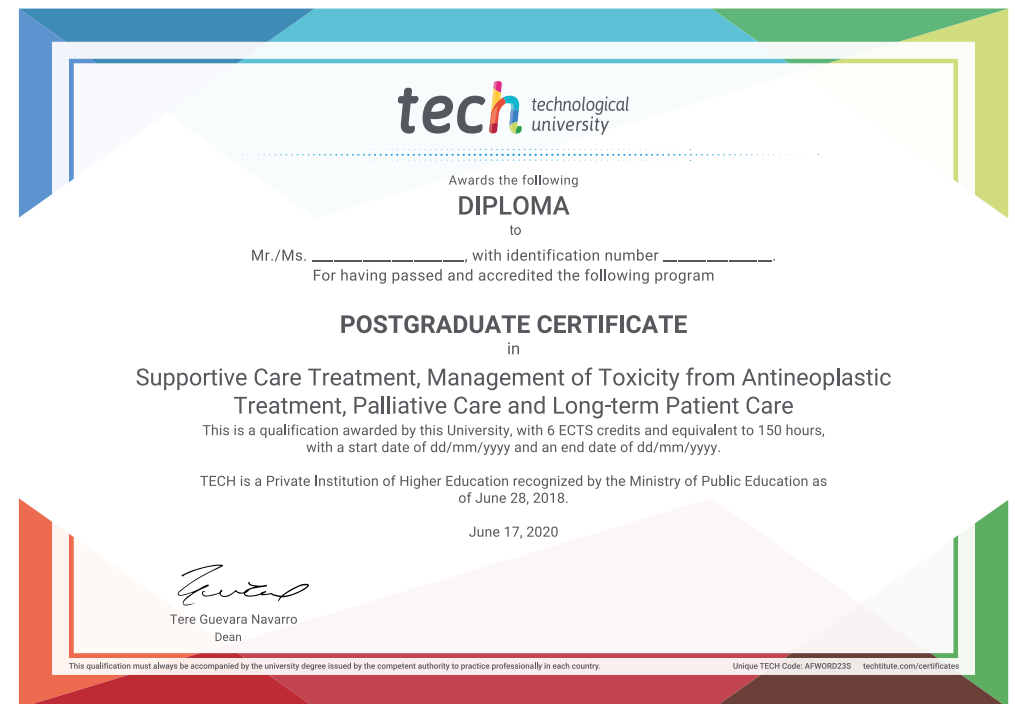 tech technological
university
Awards the following
DIPLOMA
to
Mr./Ms. ______________, with identification number __________.
For having passed and accredited the following program
POSTGRADUATE CERTIFICATE
in
Supportive Care Treatment, Management of Toxicity from Antineoplastic
Treatment, Palliative Care and Long-term Patient Care
This is a qualification awarded by this University, with 6 ECTS credits and equivalent to 150 hours,
with a start date of dd/mm/yyyy and an end date of dd/mm/yyyy.
TECH is a Private Institution of Higher Education recognized by the Ministry of Public Education as
of June 28, 2018.
June 17, 2020
Tere Guevara Navarro
Dean
This qualification must always be accompanied by the university degree issued by the competent authority to practice professionally in each country.
Unique TECH Code: AFWORD23S techtitute.com/certificates